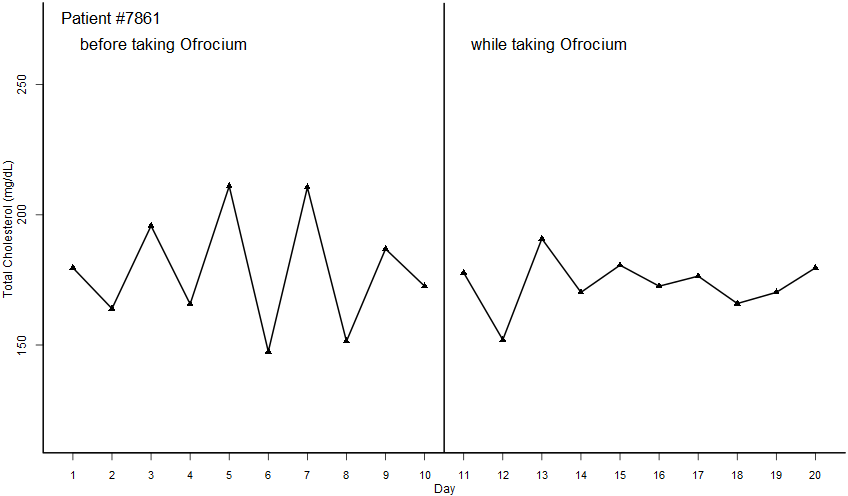 Patient #7861
before taking Ofrocium
while taking Ofrocium
Total Cholesterol (mg/dL)
250
200
150
1 2 3 4 5 6 7 8 9 10 11 12 13 14 15 16 17 18 19 20
Day